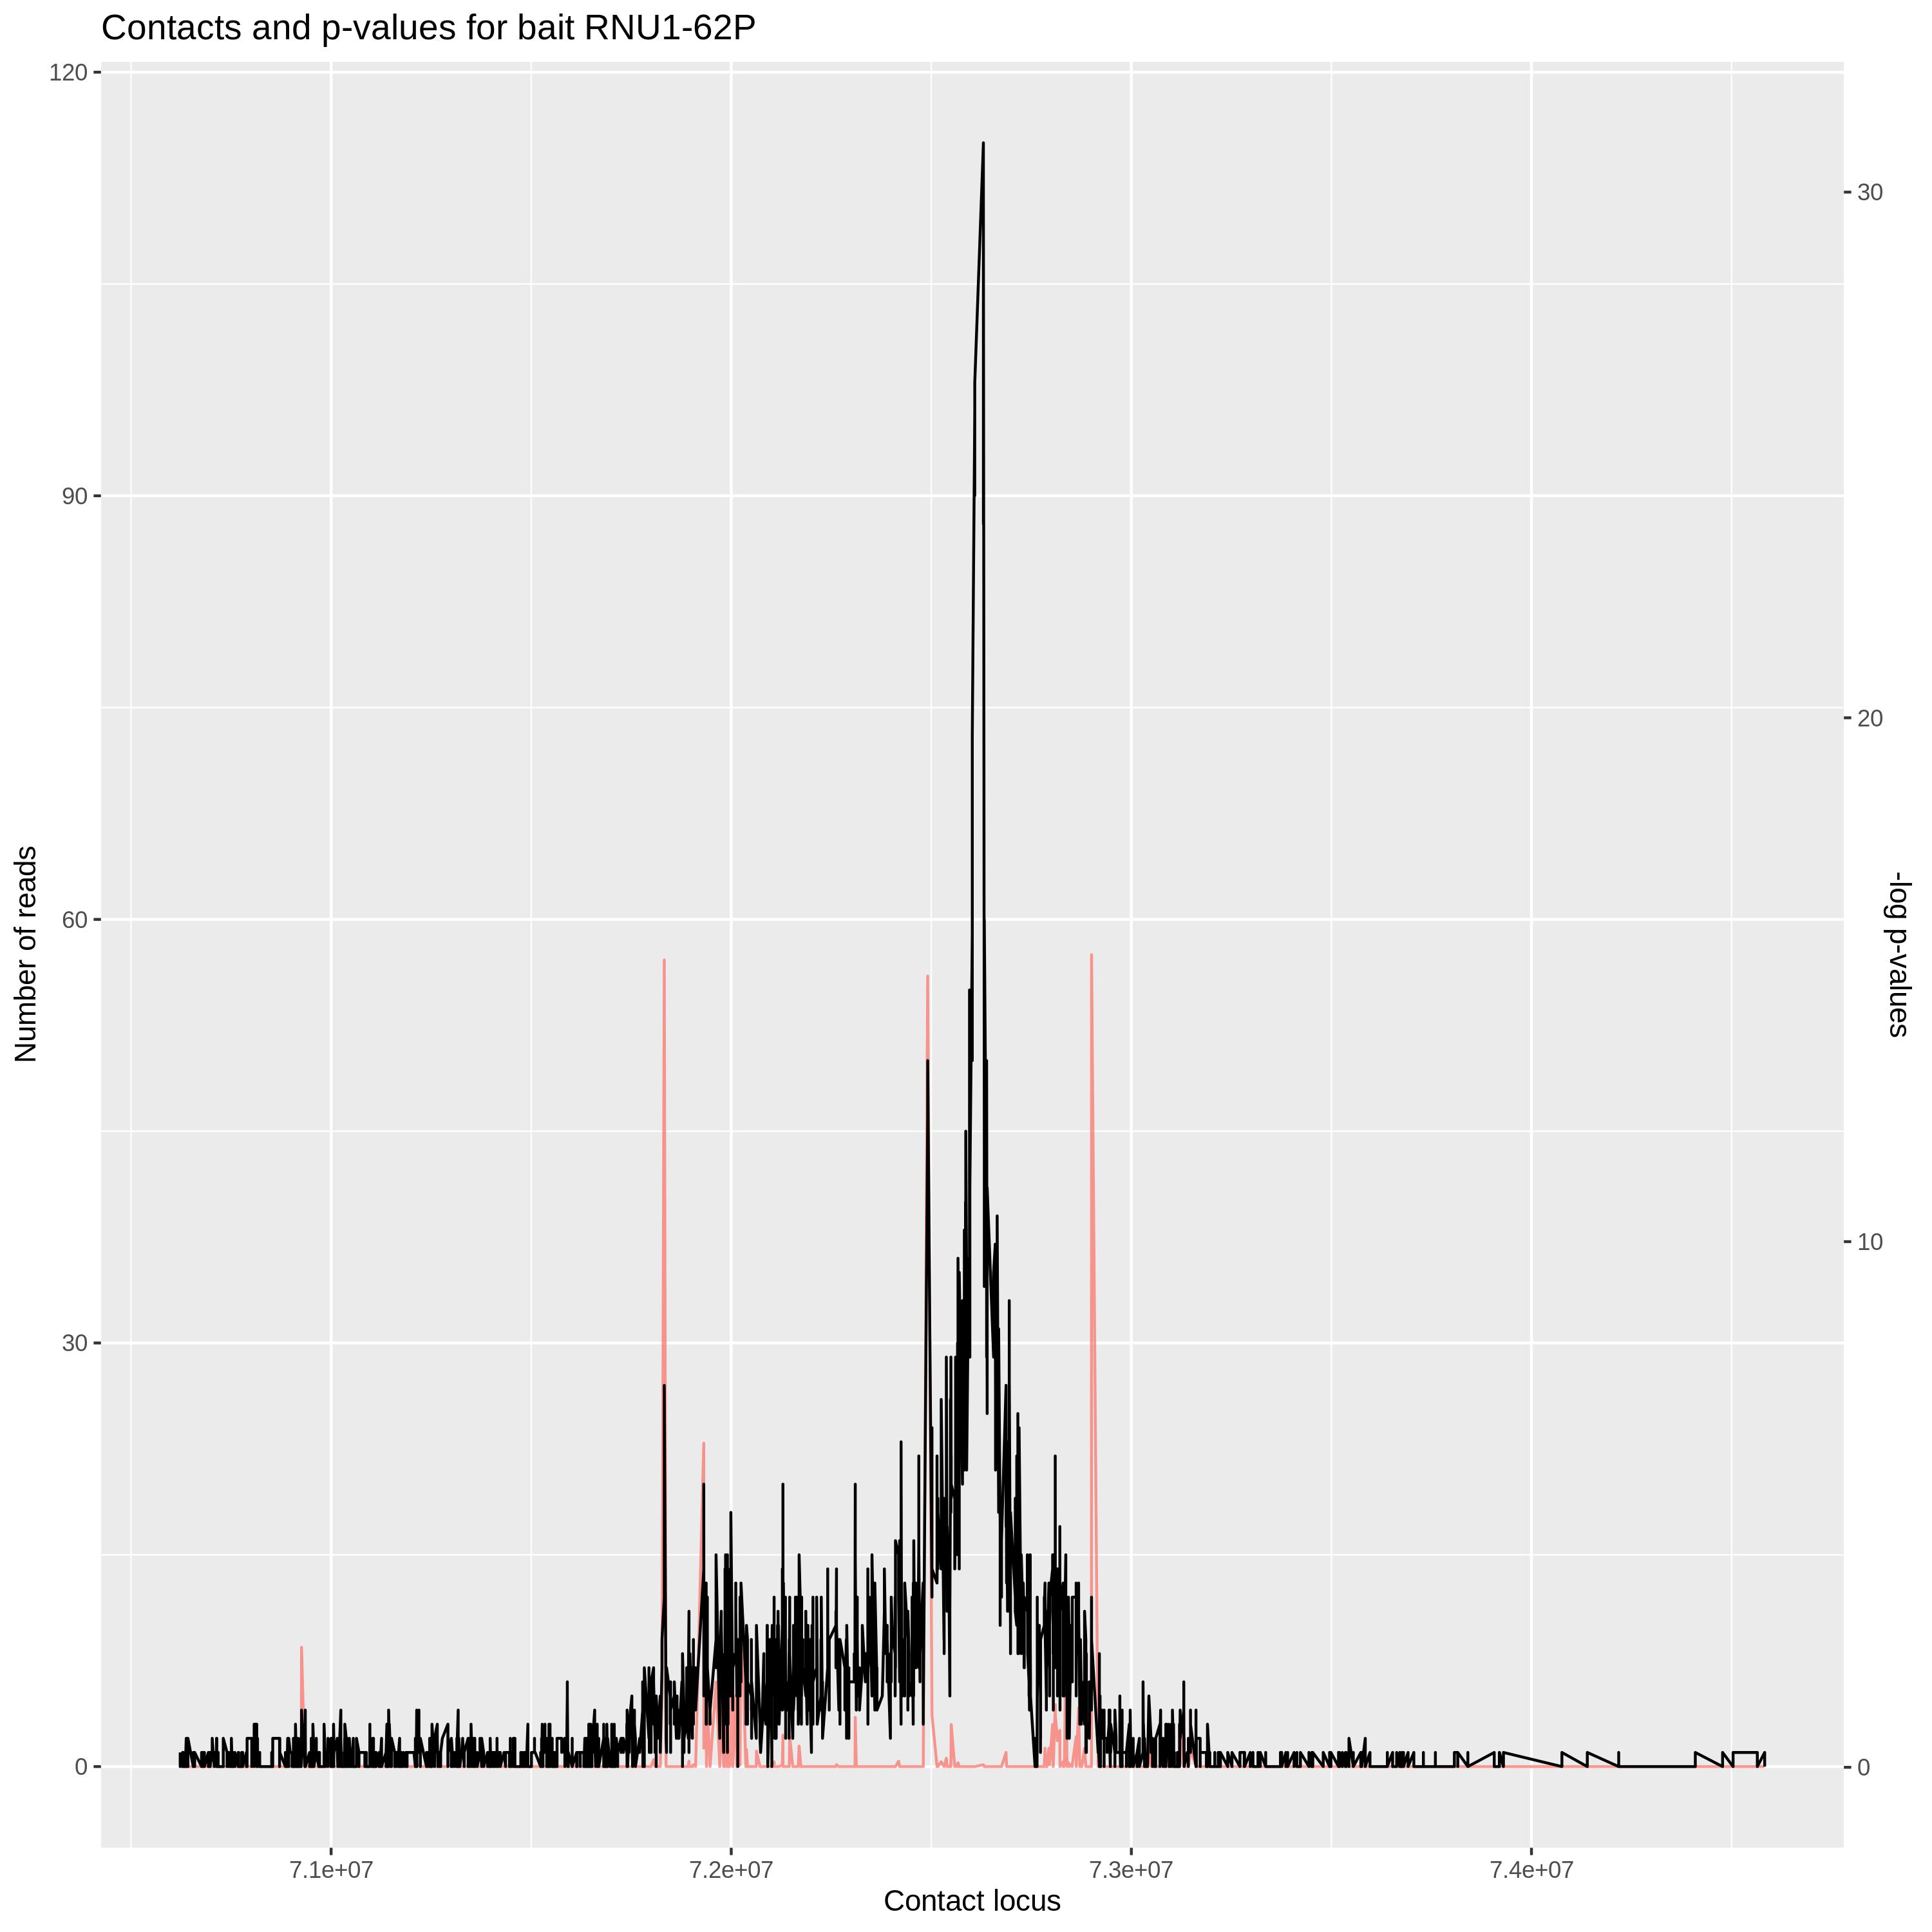 Contacts and p-values for bait RNU1-62P
120
90
60
30
0
Number of reads
30
20
10
0
-log p-values
7.1e+07
7.2e+07
7.3e+07
7.4e+07
Contact locus